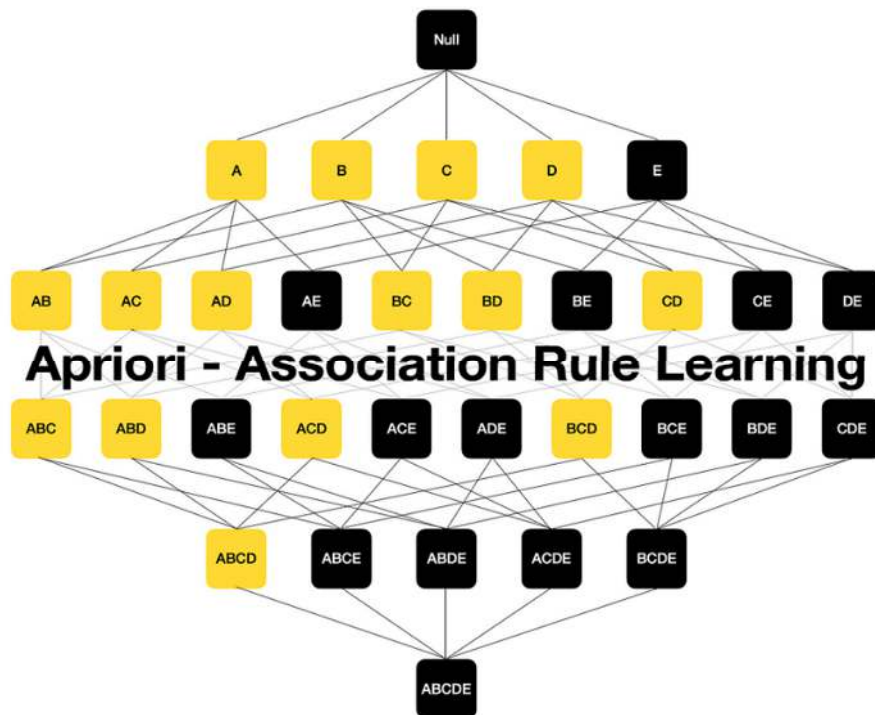 Null
A B C D E
AB AC AD AE BC BD BE CD CE DE
Apriori - Association Rule Learning
ABC ABD ABE ACD ACE ADE BCD BCE BDE CDE
ABCD ABCE ABDE ACDE BCDE
ABCDE